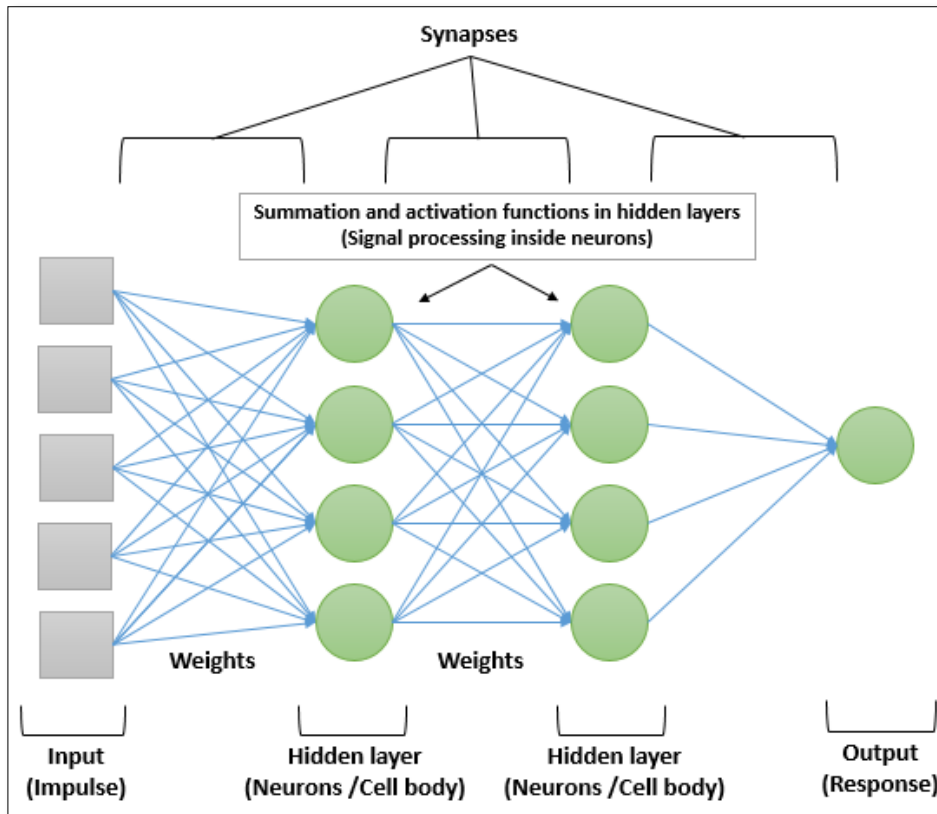 Synapses
Summation and activation functions in hidden layers
(Signal processing inside neurons)
Weights
Weights
Input
(Impulse)
Hidden layer
(Neurons /Cell body)
Hidden layer
(Neurons /Cell body)
Output
(Response)